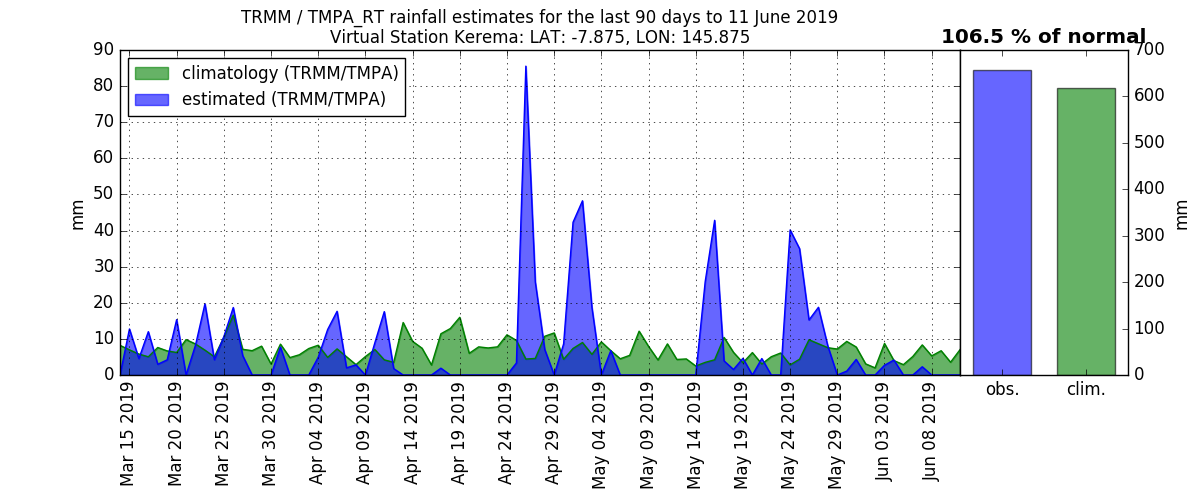 TRMM / TMPA_RT rainfall estimates for the last 90 days to 11 June 2019
Virtual Station Kerema: LAT: -7.875, LON: 145.875
106.5 % of normal
climatology (TRMM/TMPA)
estimated (TRMM/TMPA)
mm
90
80
70
60
50
40
30
20
10
0
Mar 15 2019
Mar 20 2019
Mar 25 2019
Mar 30 2019
Apr 04 2019
Apr 09 2019
Apr 14 2019
Apr 19 2019
Apr 24 2019
Apr 29 2019
May 04 2019
May 09 2019
May 14 2019
May 19 2019
May 24 2019
May 29 2019
Jun 03 2019
Jun 08 2019
700
600
500
400
300
200
100
0
mm
obs.
clim.